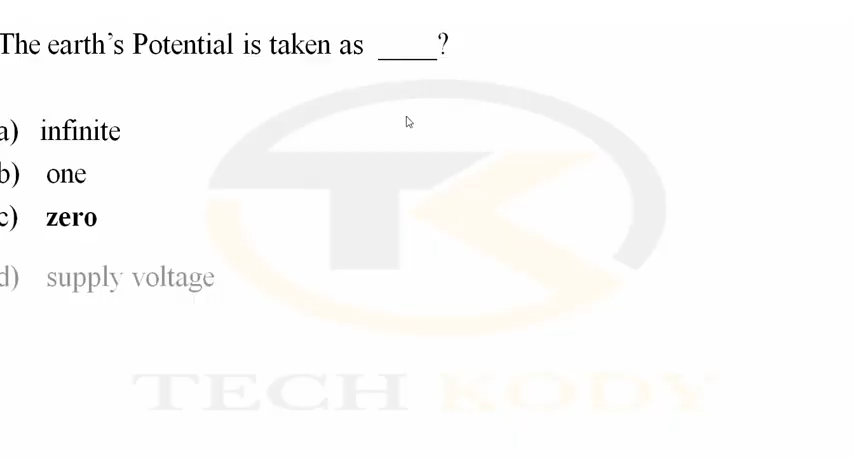 The earth's Potential is taken as ____?
a) infinite
b) one
c) zero
d) supply voltage
TECH KODY